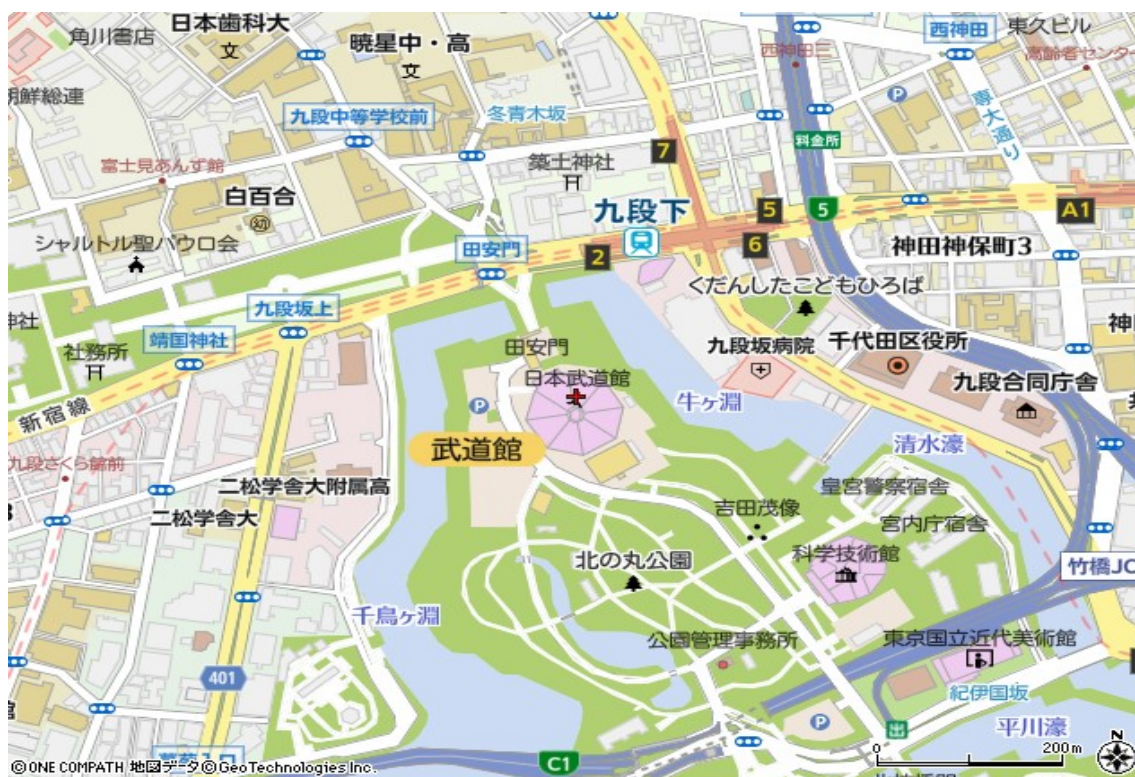 日本歯科大
西神田
東久ビル
角川書店
暁星中・高
西神田三
高齢者センター
朝鮮総連
九段中等学校前
冬青木坂
専大通り
料金所
富士見あんず館
築土神社
7
白百合
九段下
5
5
A1
シャルトル聖パウロ会
田安門
2
6
神田神保町3
九段坂上
くだんしたこどもひろば
神社
靖国神社
社務所
田安門
九段坂病院
千代田区役所
日本武道館
九段合同庁舎
新宿線
牛ヶ淵
武道館
清水濠
九段さくら館前
二松学舎大附属高
皇宮警察宿舎
二松学舎大
吉田茂像
宮内庁宿舎
科学技術館
北の丸公園
竹橋JC
千鳥ヶ淵
公園管理事務所
東京国立近代美術館
401
紀伊国坂
出
平川濠
C1
N
0 200m
©ONE COMPATH 地図データ©GeoTechnologies Inc.